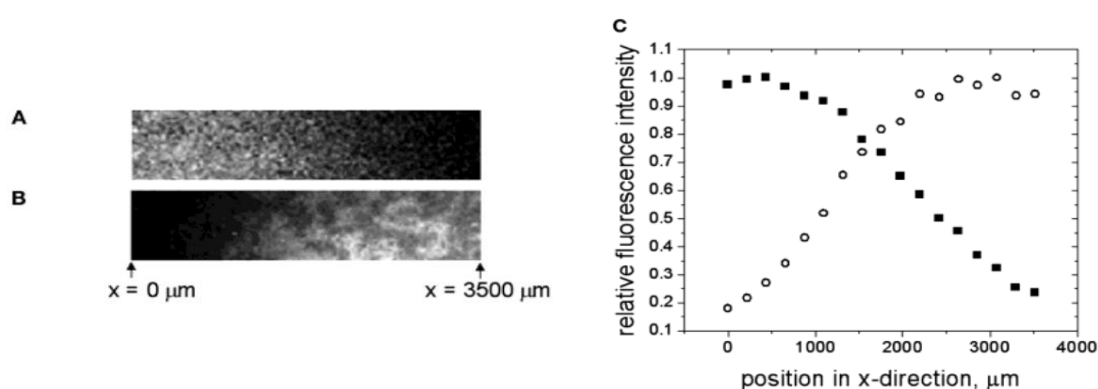 A
B
x = 0 μm
x = 3500 μm
C
relative fluorescence intensity
1.1
1.0
0.9
0.8
0.7
0.6
0.5
0.4
0.3
0.2
0.1
0
1000
2000
3000
4000
position in x-direction, μm